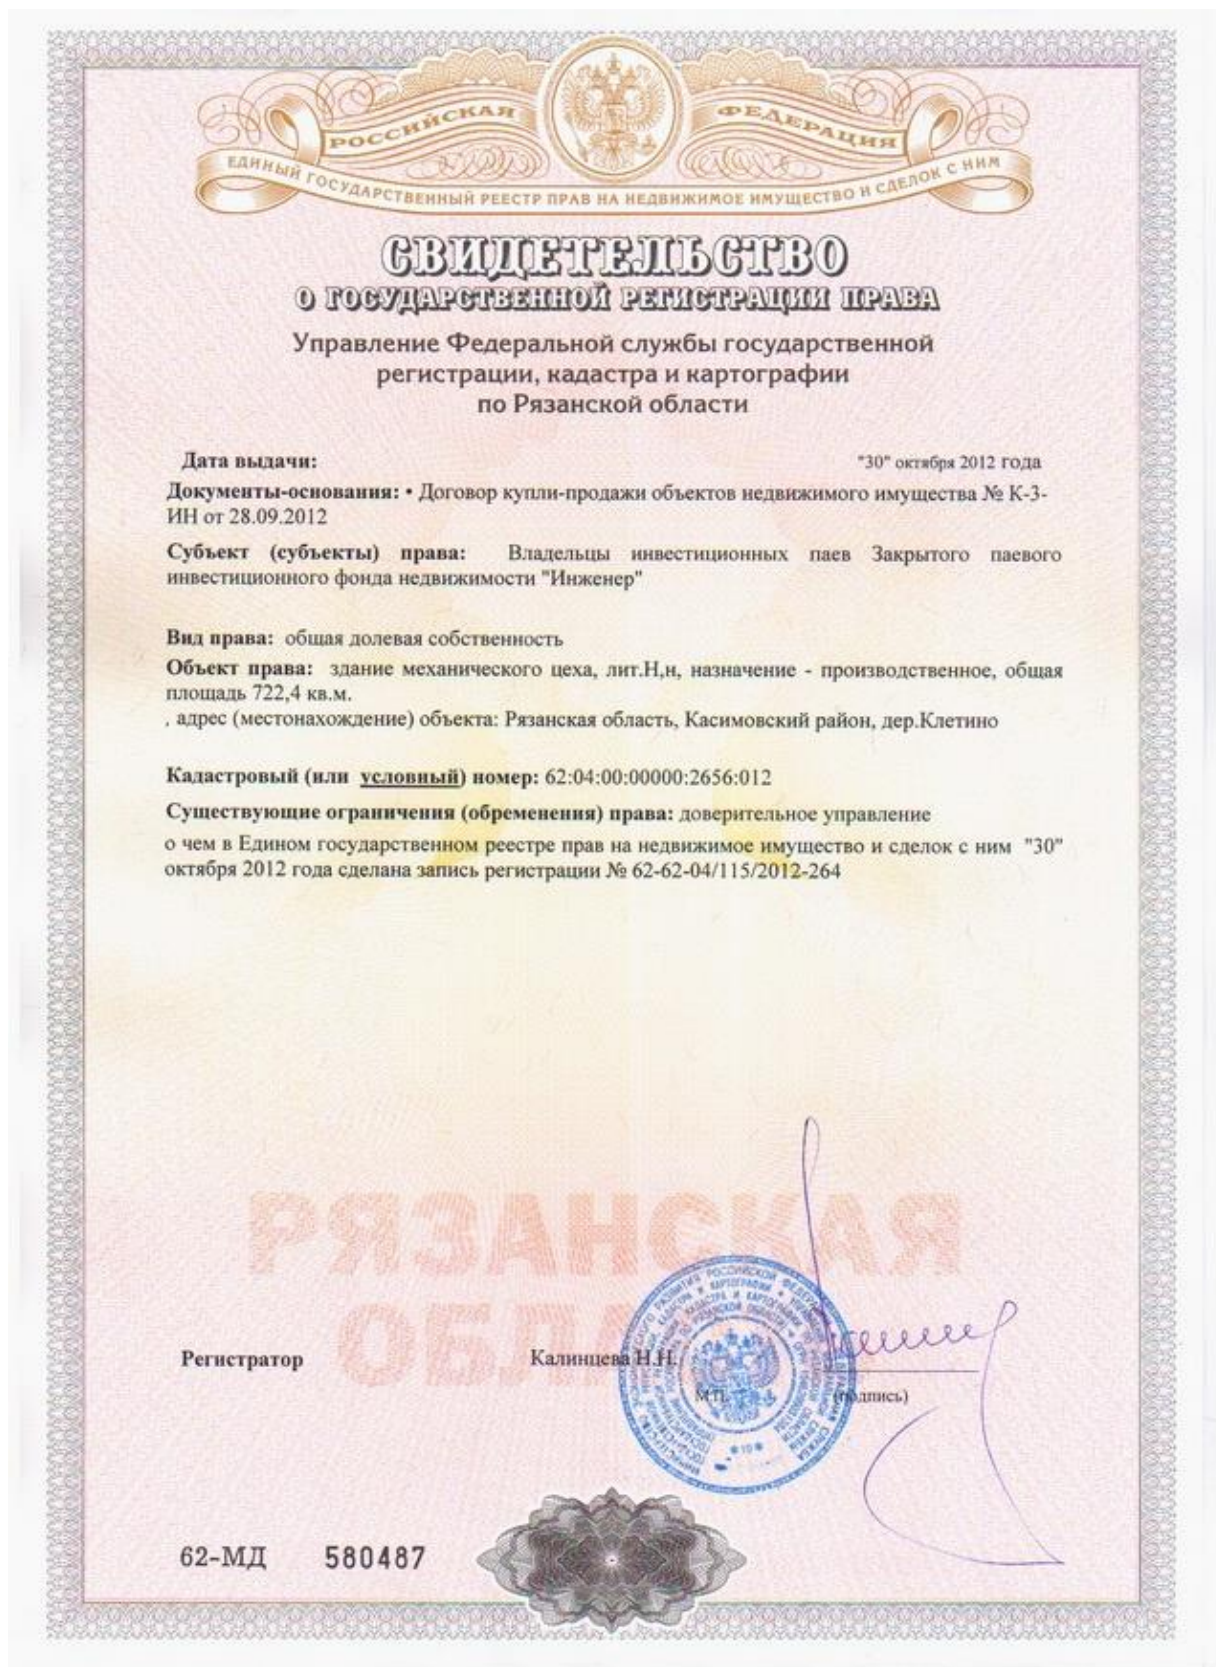 РОССИЙСКАЯ ФЕДЕРАЦИЯ
ЕДИНЫЙ ГОСУДАРСТВЕННЫЙ РЕЕСТР ПРАВ НА НЕДВИЖИМОЕ ИМУЩЕСТВО И СДЕЛОК С НИМ
СВИДЕТЕЛЬСТВО
О ГОСУДАРСТВЕННОЙ РЕГИСТРАЦИИ ПРАВА
Управление Федеральной службы государственной
регистрации, кадастра и картографии
по Рязанской области
Дата выдачи: "30" октября 2012 года
Документы-основания: • Договор купли-продажи объектов недвижимого имущества № К-3-
ИН от 28.09.2012
Субъект (субъекты) права: Владельцы инвестиционных паев Закрытого паевого
инвестиционного фонда недвижимости "Инженер"
Вид права: общая долевая собственность
Объект права: здание механического цеха, лит.Н,н, назначение - производственное, общая
площадь 722,4 кв.м.
, адрес (местонахождение) объекта: Рязанская область, Касимовский район, дер.Клетино
Кадастровый (или условный) номер: 62:04:00:00000:2656:012
Существующие ограничения (обременения) права: доверительное управление
о чем в Едином государственном реестре прав на недвижимое имущество и сделок с ним "30"
октября 2012 года сделана запись регистрации № 62-62-04/115/2012-264
РЯЗАНСКАЯ
Регистратор Калинцева Н.Н.
М.П. (подпись)
62-МД 580487